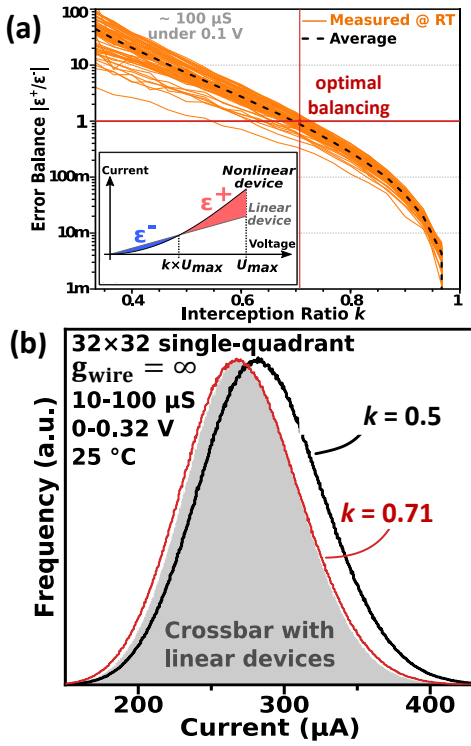 (a)
~ 100 µS
under 0.1 V
Measured @ RT
Average
optimal
balancing
Error Balance |ε⁺/ε⁻|
100
10
1
100m
10m
1m
Current
Nonlinear
device
ε⁺
Linear
device
ε⁻
Voltage
k×Umax
Umax
0.4
0.6
0.8
1
Interception Ratio k
(b)
32×32 single-quadrant
gwire = ∞
10-100 µS
0-0.32 V
25 °C
k = 0.5
k = 0.71
Crossbar with
linear devices
Frequency (a.u.)
200
300
400
Current (µA)